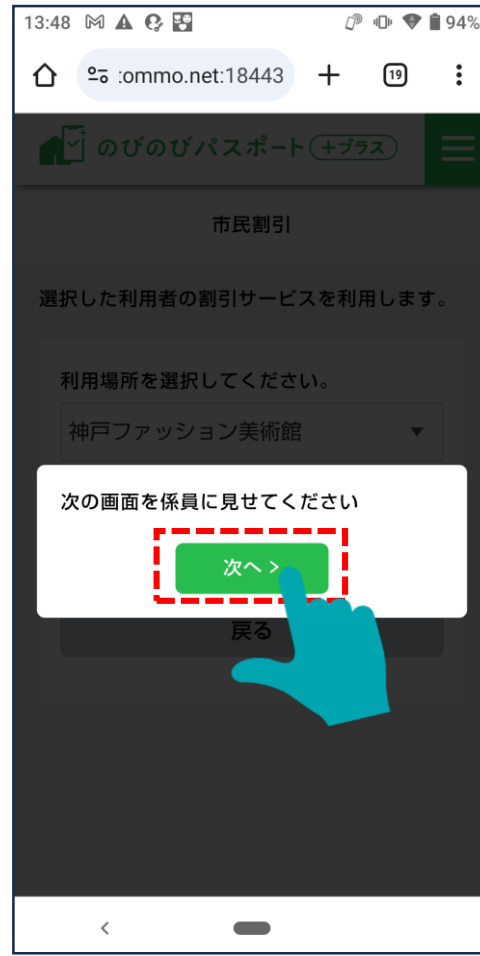 13:48 94%
:ommo.net:18443 19
のびのびパスポート +プラス
市民割引
選択した利用者の割引サービスを利用します。
利用場所を選択してください。
神戸ファッション美術館
次の画面を係員に見せてください
次へ >
戻る